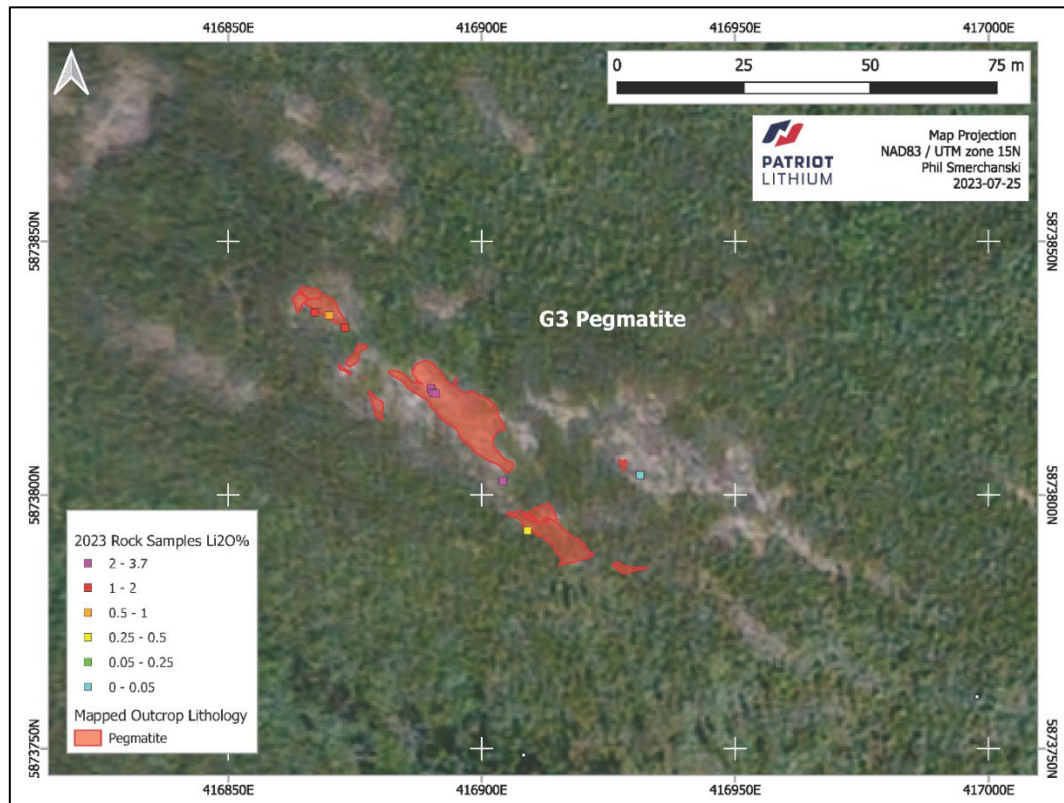 416850E 416900E 416950E 417000E
0 25 50 75 m
PATRIOT
LITHIUM
Map Projection
NAD83 / UTM zone 15N
Phil Smerchanski
2023-07-25
5873850N 5873850N
G3 Pegmatite
5873800N 5873800N
2023 Rock Samples Li2O%
2 - 3.7
1 - 2
0.5 - 1
0.25 - 0.5
0.05 - 0.25
0 - 0.05
Mapped Outcrop Lithology
Pegmatite
5873750N 5873750N
416850E 416900E 416950E 417000E